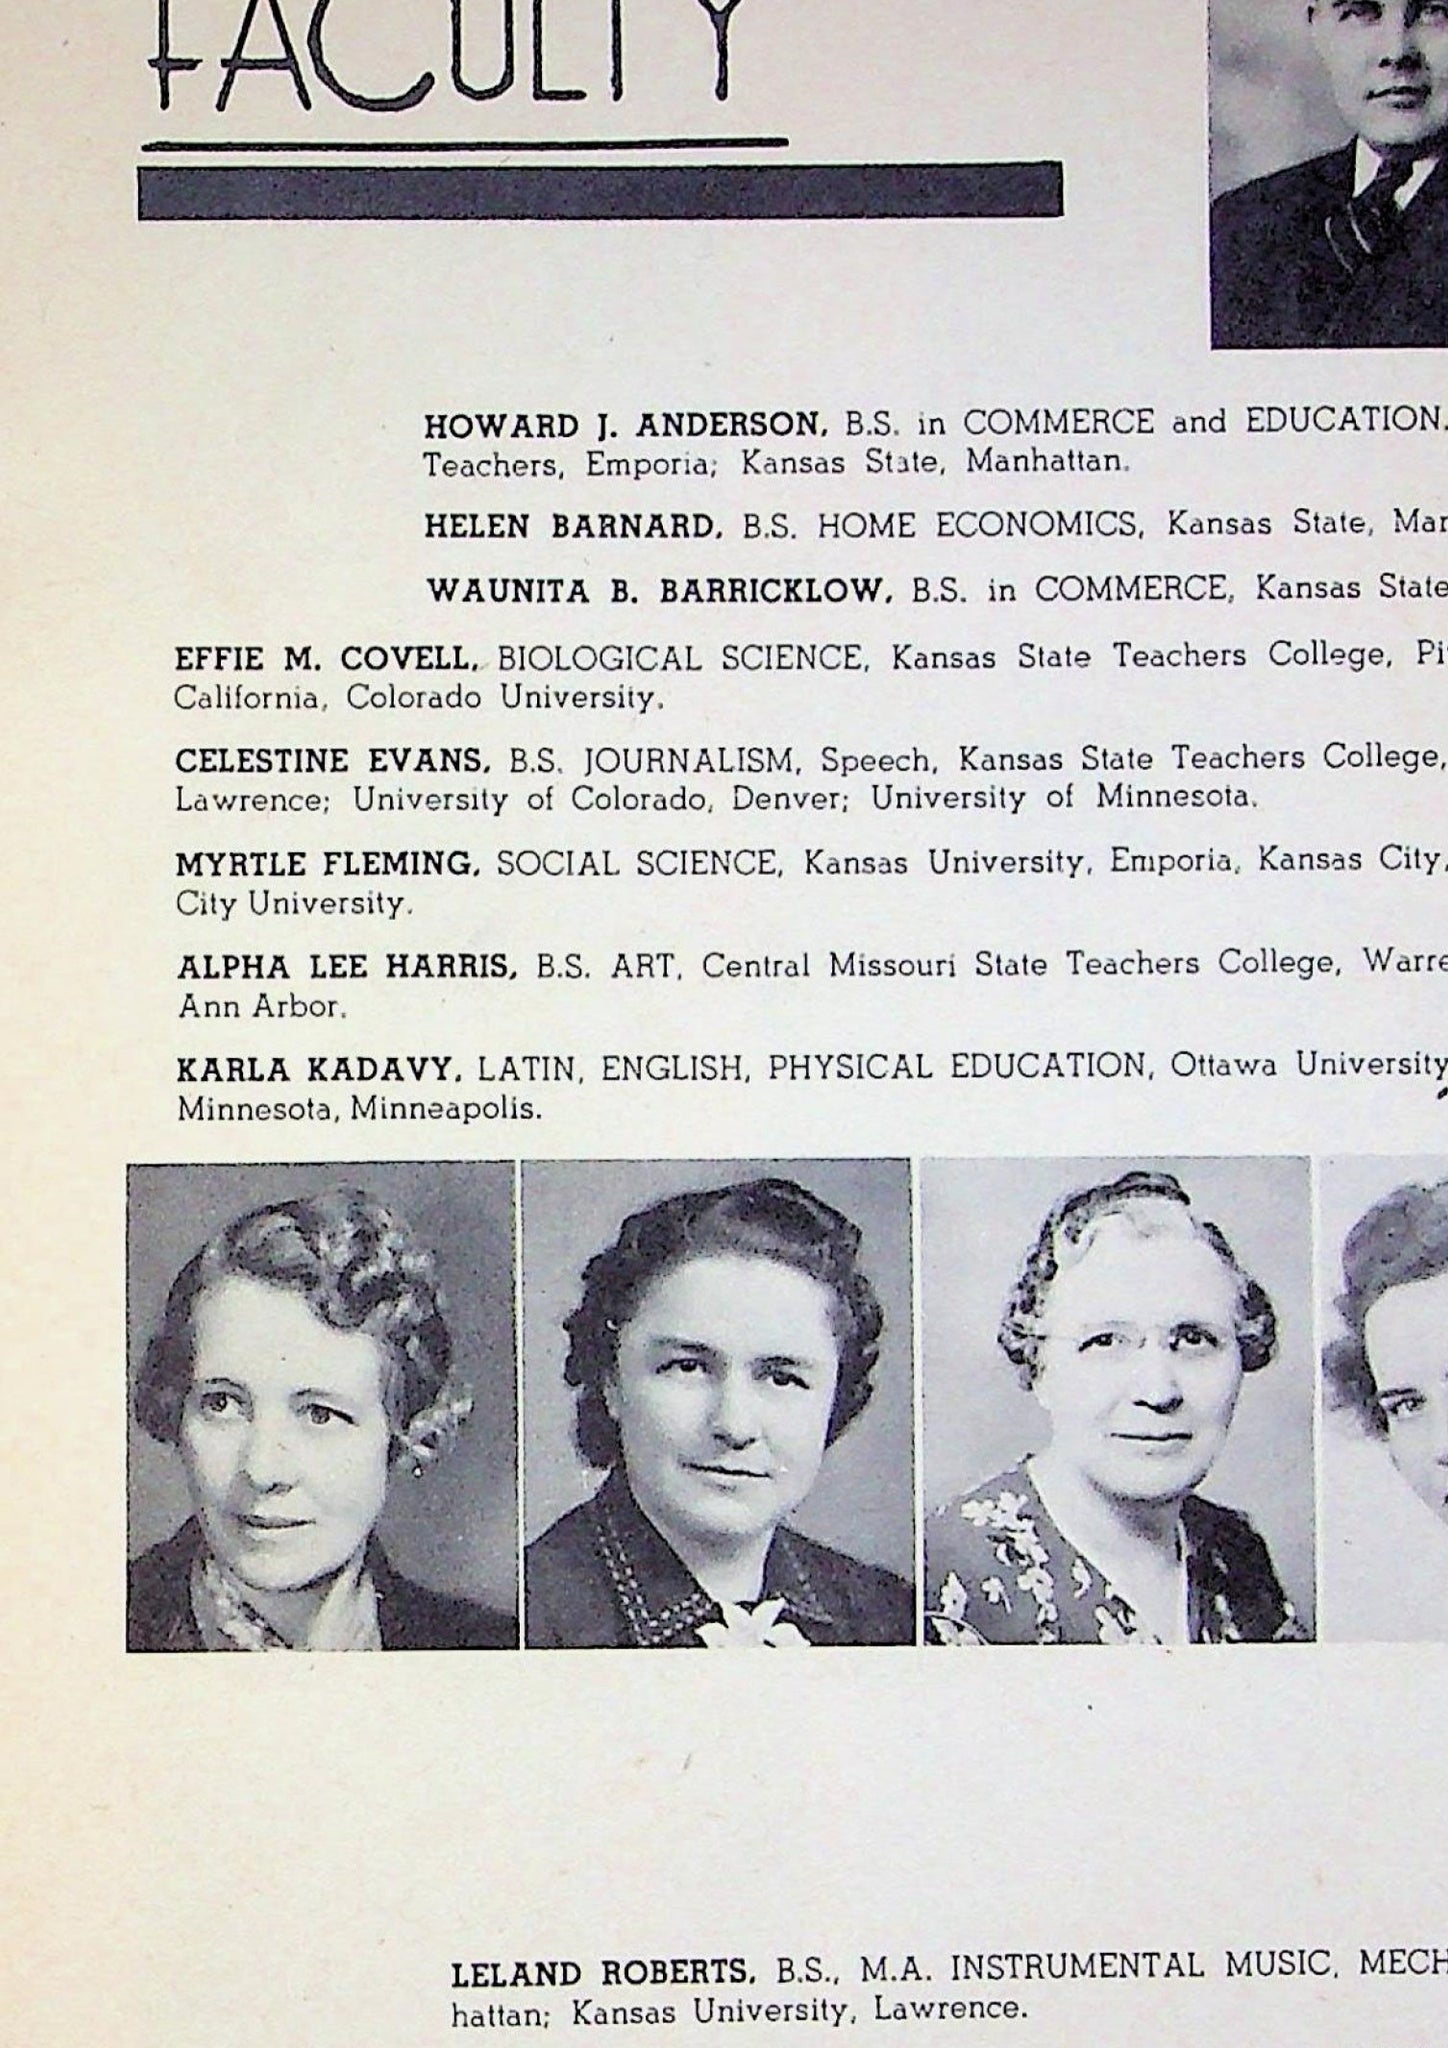 FACULTY
HOWARD J. ANDERSON, B.S. in COMMERCE and EDUCATION.
Teachers, Emporia; Kansas State, Manhattan.
HELEN BARNARD, B.S. HOME ECONOMICS, Kansas State,
WAUNITA B. BARRICKLOW, B.S. in COMMERCE, Kansas State
EFFIE M. COVELL, BIOLOGICAL SCIENCE, Kansas State Teachers College,
California, Colorado University.
CELESTINE EVANS, B.S. JOURNALISM, Speech, Kansas State Teachers College,
Lawrence; University of Colorado, Denver; University of Minnesota.
MYRTLE FLEMING, SOCIAL SCIENCE, Kansas University, Emporia, Kansas City,
City University.
ALPHA LEE HARRIS, B.S. ART, Central Missouri State Teachers College,
Ann Arbor.
KARLA KADAVY, LATIN, ENGLISH, PHYSICAL EDUCATION, Ottawa University
Minnesota, Minneapolis.
LELAND ROBERTS, B.S., M.A. INSTRUMENTAL MUSIC,
hattan; Kansas University, Lawrence.